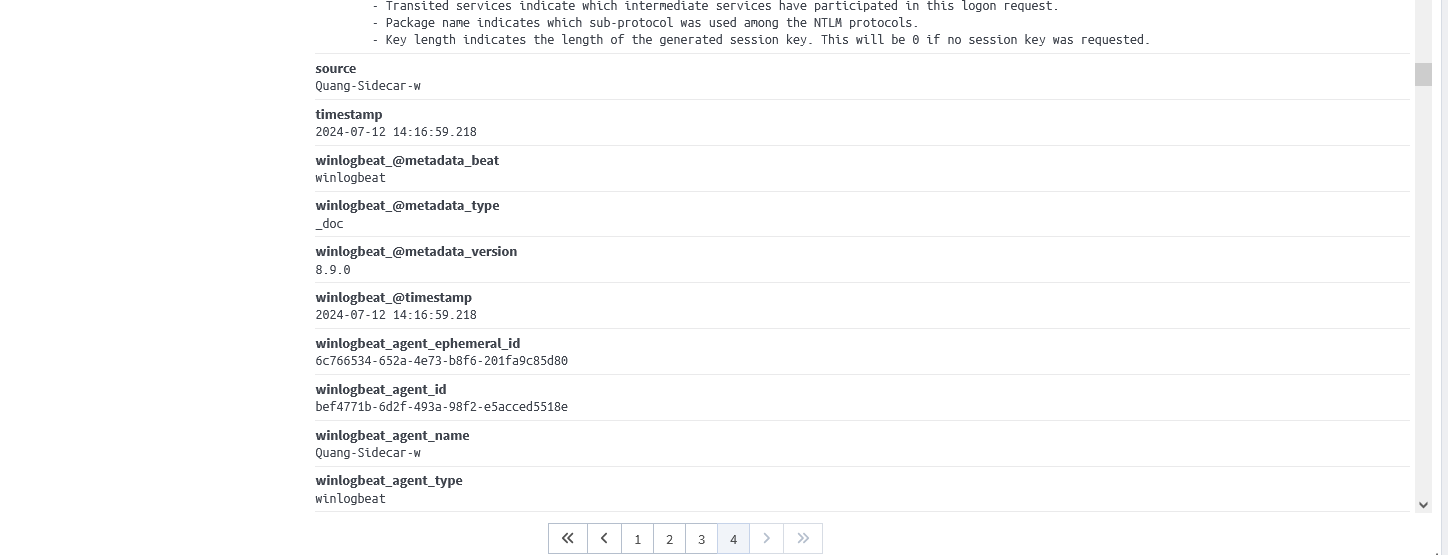 - Transited services indicate which intermediate services have participated in this logon request.
- Package name indicates which sub-protocol was used among the NTLM protocols.
- Key length indicates the length of the generated session key. This will be 0 if no session key was requested.
source
Quang-Sidecar-w
timestamp
2024-07-12 14:16:59.218
winlogbeat_@metadata_beat
winlogbeat
winlogbeat_@metadata_type
_doc
winlogbeat_@metadata_version
8.9.0
winlogbeat_@timestamp
2024-07-12 14:16:59.218
winlogbeat_agent_ephemeral_id
6c766534-652a-4e73-b8f6-201fa9c85d80
winlogbeat_agent_id
bef4771b-6d2f-493a-98f2-e5acced5518e
winlogbeat_agent_name
Quang-Sidecar-w
winlogbeat_agent_type
winlogbeat
« ‹ 1 2 3 4 › »